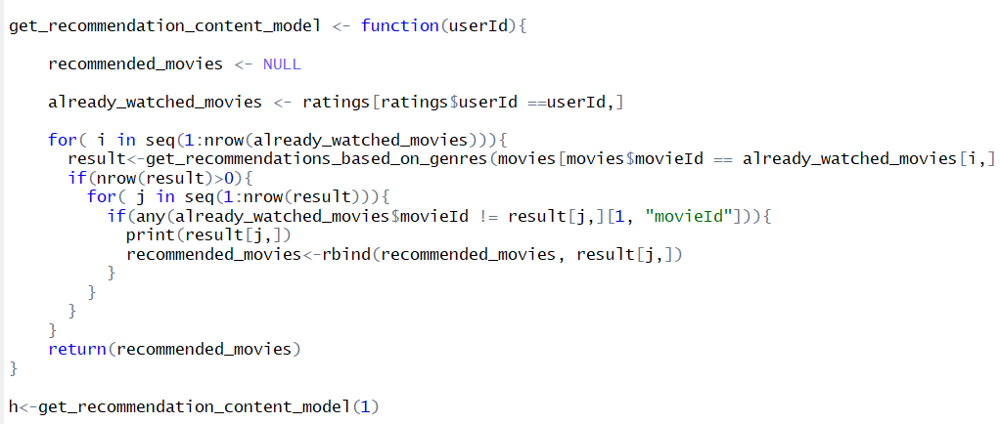 get_recommendation_content_model <- function(userId){
recommended_movies <- NULL
already_watched_movies <- ratings[ratings$userId ==userId,]
for( i in seq(1:nrow(already_watched_movies))){
result<-get_recommendations_based_on_genres(movies[movies$movieId == already_watched_movies[i,]
if(nrow(result)>0){
for( j in seq(1:nrow(result))){
if(any(already_watched_movies$movieId != result[j,][1, "movieId"])){
print(result[j,])
recommended_movies<-rbind(recommended_movies, result[j,])
}
}
}
}
return(recommended_movies)
}
h<-get_recommendation_content_model(1)